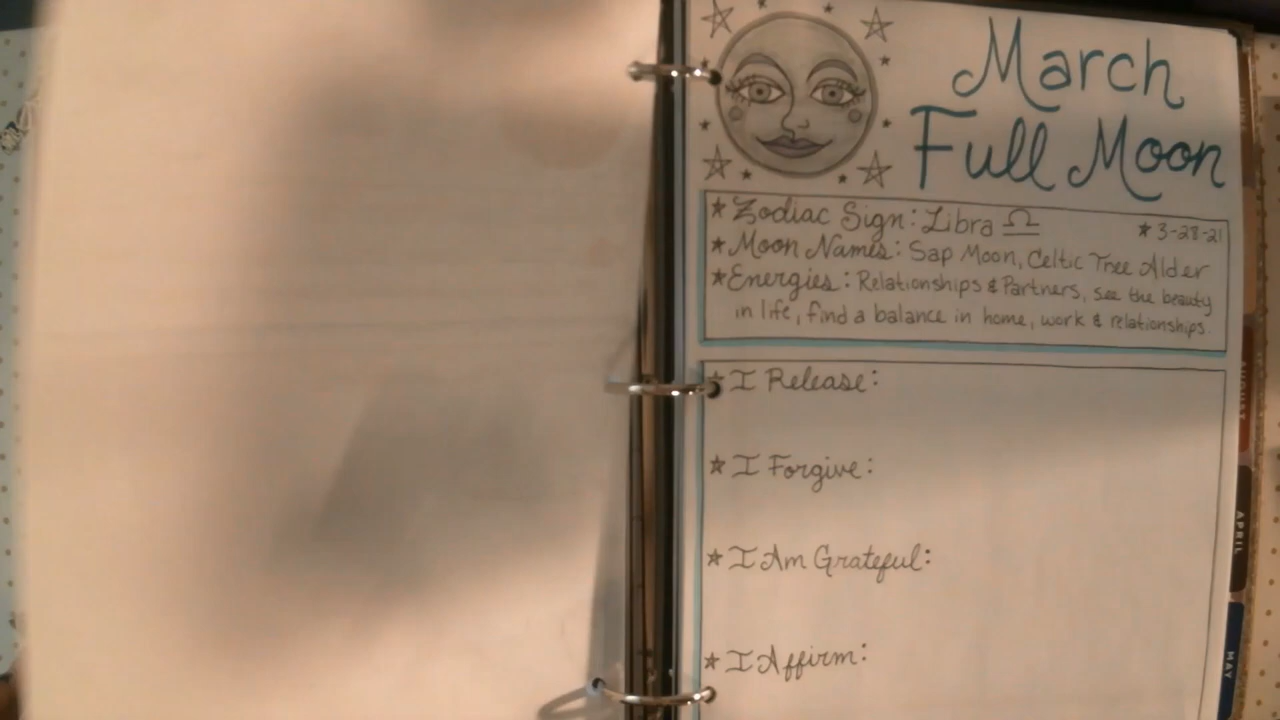 March
Full Moon
Zodiac Sign: Libra ♎
3-28-21
Moon Names: Sap Moon, Celtic Tree Alder
Energies: Relationships & Partners, see the beauty
in life, find a balance in home, work & relationships.
I Release:
I Forgive:
I Am Grateful:
I Affirm:
AUGUST
APRIL
MAY